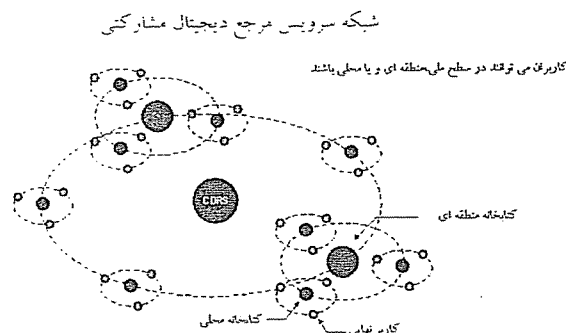 شبکه سرویس مرجع دیجیتال مشارکتی
کاربران می توانند در سطح ملی،منطقه ای و یا محلی باشند
CDRS
کتابخانه منطقه ای
کتابخانه محلی
کاربر نهایی